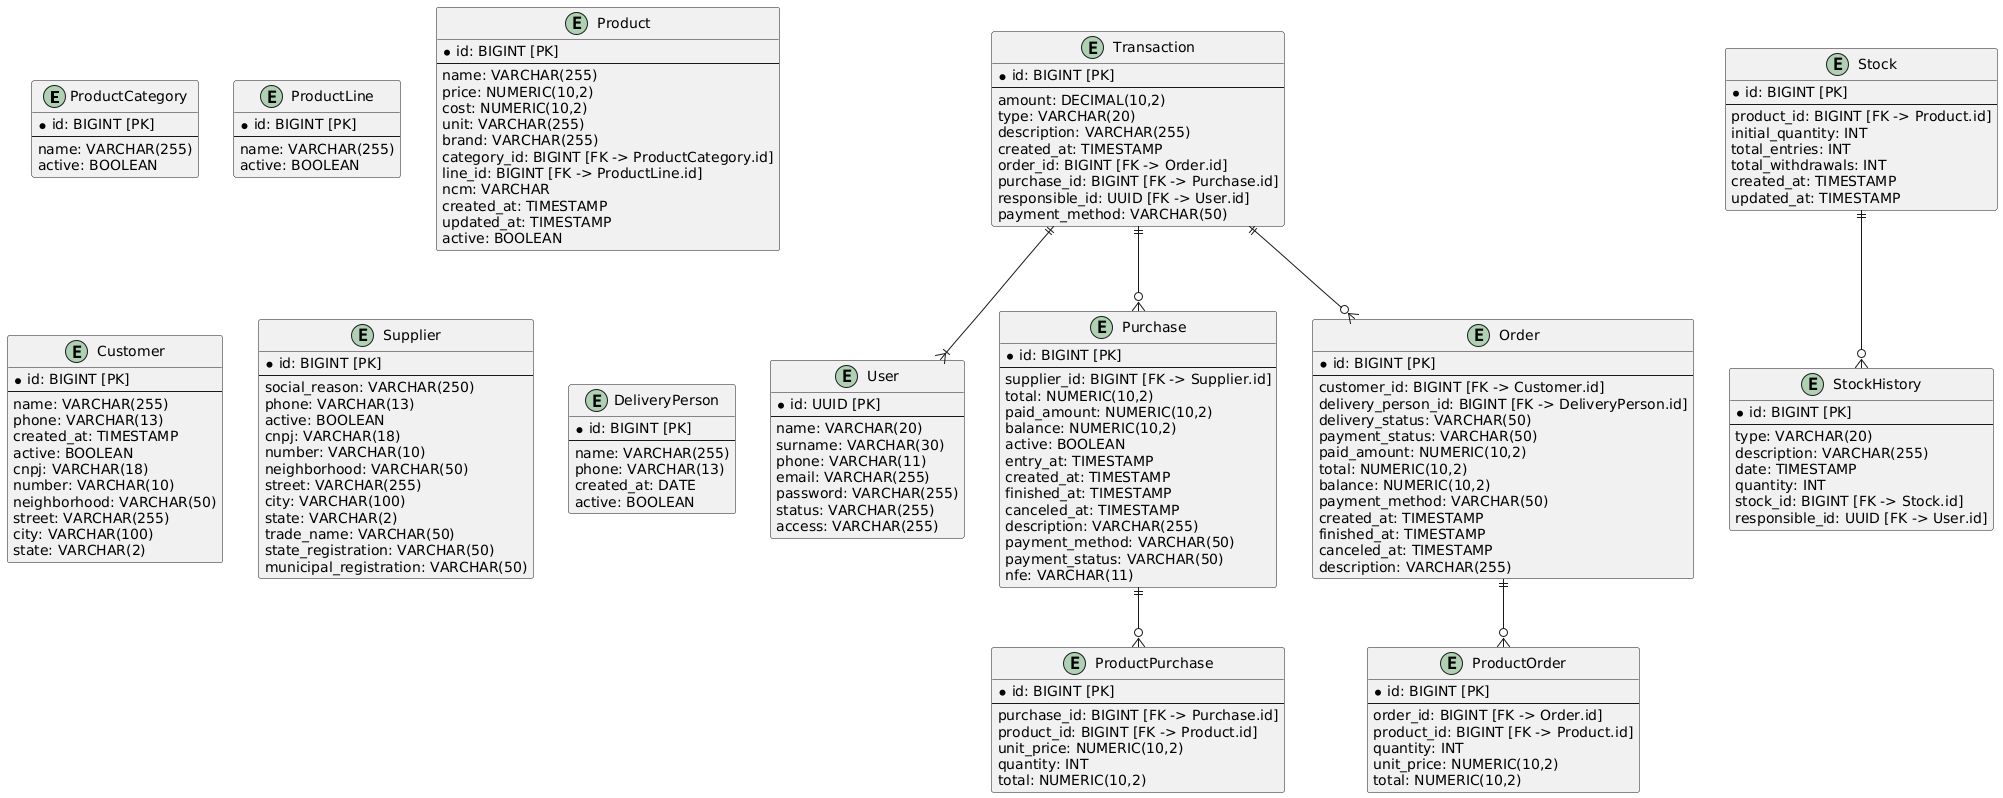 E ProductCategory
* id: BIGINT [PK]
name: VARCHAR(255)
active: BOOLEAN
E ProductLine
* id: BIGINT [PK]
name: VARCHAR(255)
active: BOOLEAN
E Product
* id: BIGINT [PK]
name: VARCHAR(255)
price: NUMERIC(10,2)
cost: NUMERIC(10,2)
unit: VARCHAR(255)
brand: VARCHAR(255)
category_id: BIGINT [FK -> ProductCategory.id]
line_id: BIGINT [FK -> ProductLine.id]
ncm: VARCHAR
created_at: TIMESTAMP
updated_at: TIMESTAMP
active: BOOLEAN
E Transaction
* id: BIGINT [PK]
amount: DECIMAL(10,2)
type: VARCHAR(20)
description: VARCHAR(255)
created_at: TIMESTAMP
order_id: BIGINT [FK -> Order.id]
purchase_id: BIGINT [FK -> Purchase.id]
responsible_id: UUID [FK -> User.id]
payment_method: VARCHAR(50)
E Stock
* id: BIGINT [PK]
product_id: BIGINT [FK -> Product.id]
initial_quantity: INT
total_entries: INT
total_withdrawals: INT
created_at: TIMESTAMP
updated_at: TIMESTAMP
E Customer
* id: BIGINT [PK]
name: VARCHAR(255)
phone: VARCHAR(13)
created_at: TIMESTAMP
active: BOOLEAN
cnpj: VARCHAR(18)
number: VARCHAR(10)
neighborhood: VARCHAR(50)
street: VARCHAR(255)
city: VARCHAR(100)
state: VARCHAR(2)
E Supplier
* id: BIGINT [PK]
social_reason: VARCHAR(250)
phone: VARCHAR(13)
active: BOOLEAN
cnpj: VARCHAR(18)
number: VARCHAR(10)
neighborhood: VARCHAR(50)
street: VARCHAR(255)
city: VARCHAR(100)
state: VARCHAR(2)
trade_name: VARCHAR(50)
state_registration: VARCHAR(50)
municipal_registration: VARCHAR(50)
E DeliveryPerson
* id: BIGINT [PK]
name: VARCHAR(255)
phone: VARCHAR(13)
created_at: DATE
active: BOOLEAN
E User
* id: UUID [PK]
name: VARCHAR(20)
surname: VARCHAR(30)
phone: VARCHAR(11)
email: VARCHAR(255)
password: VARCHAR(255)
status: VARCHAR(255)
access: VARCHAR(255)
E Purchase
* id: BIGINT [PK]
supplier_id: BIGINT [FK -> Supplier.id]
total: NUMERIC(10,2)
paid_amount: NUMERIC(10,2)
balance: NUMERIC(10,2)
active: BOOLEAN
entry_at: TIMESTAMP
created_at: TIMESTAMP
finished_at: TIMESTAMP
canceled_at: TIMESTAMP
description: VARCHAR(255)
payment_method: VARCHAR(50)
payment_status: VARCHAR(50)
nfe: VARCHAR(11)
E Order
* id: BIGINT [PK]
customer_id: BIGINT [FK -> Customer.id]
delivery_person_id: BIGINT [FK -> DeliveryPerson.id]
delivery_status: VARCHAR(50)
payment_status: VARCHAR(50)
paid_amount: NUMERIC(10,2)
total: NUMERIC(10,2)
balance: NUMERIC(10,2)
payment_method: VARCHAR(50)
created_at: TIMESTAMP
finished_at: TIMESTAMP
canceled_at: TIMESTAMP
description: VARCHAR(255)
E StockHistory
* id: BIGINT [PK]
type: VARCHAR(20)
description: VARCHAR(255)
date: TIMESTAMP
quantity: INT
stock_id: BIGINT [FK -> Stock.id]
responsible_id: UUID [FK -> User.id]
E ProductPurchase
* id: BIGINT [PK]
purchase_id: BIGINT [FK -> Purchase.id]
product_id: BIGINT [FK -> Product.id]
unit_price: NUMERIC(10,2)
quantity: INT
total: NUMERIC(10,2)
E ProductOrder
* id: BIGINT [PK]
order_id: BIGINT [FK -> Order.id]
product_id: BIGINT [FK -> Product.id]
quantity: INT
unit_price: NUMERIC(10,2)
total: NUMERIC(10,2)